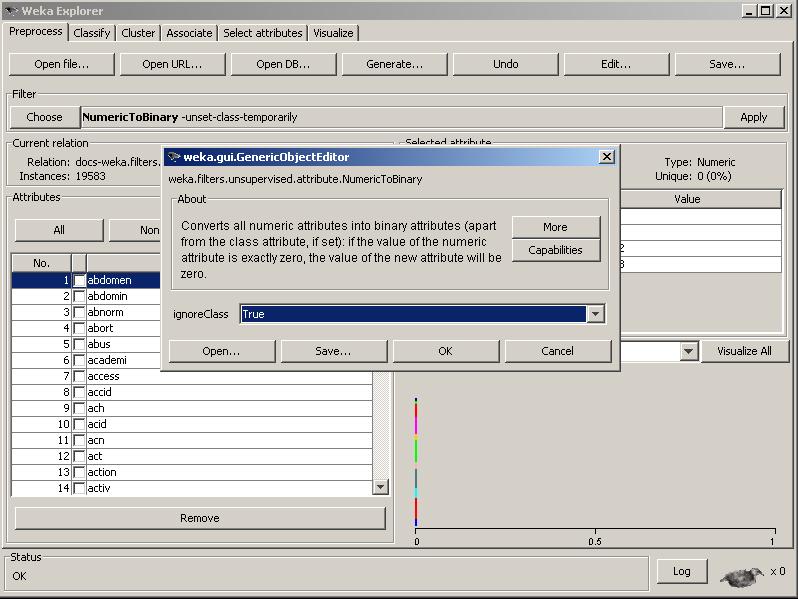 Weka Explorer
Preprocess Classify Cluster Associate Select attributes Visualize
Open file... Open URL... Open DB... Generate... Undo Edit... Save...
Filter
Choose NumericToBinary -unset-class-temporarily Apply
Current relation
Relation: docs-weka.filters.
Instances: 19583
Selected attribute
Type: Numeric
Unique: 0 (0%)
Attributes
All Non
Value
2
3
No.
1 abdomen
2 abdomin
3 abnorm
4 abort
5 abus
6 academi
7 access
8 accid
9 ach
10 acid
11 acn
12 act
13 action
14 activ
Remove
weka.gui.GenericObjectEditor
weka.filters.unsupervised.attribute.NumericToBinary
About
Converts all numeric attributes into binary attributes (apart
from the class attribute, if set): if the value of the numeric
attribute is exactly zero, the value of the new attribute will be
zero.
More
Capabilities
ignoreClass True
Open... Save... OK Cancel
Visualize All
0 0.5 1
Status
OK
Log x 0